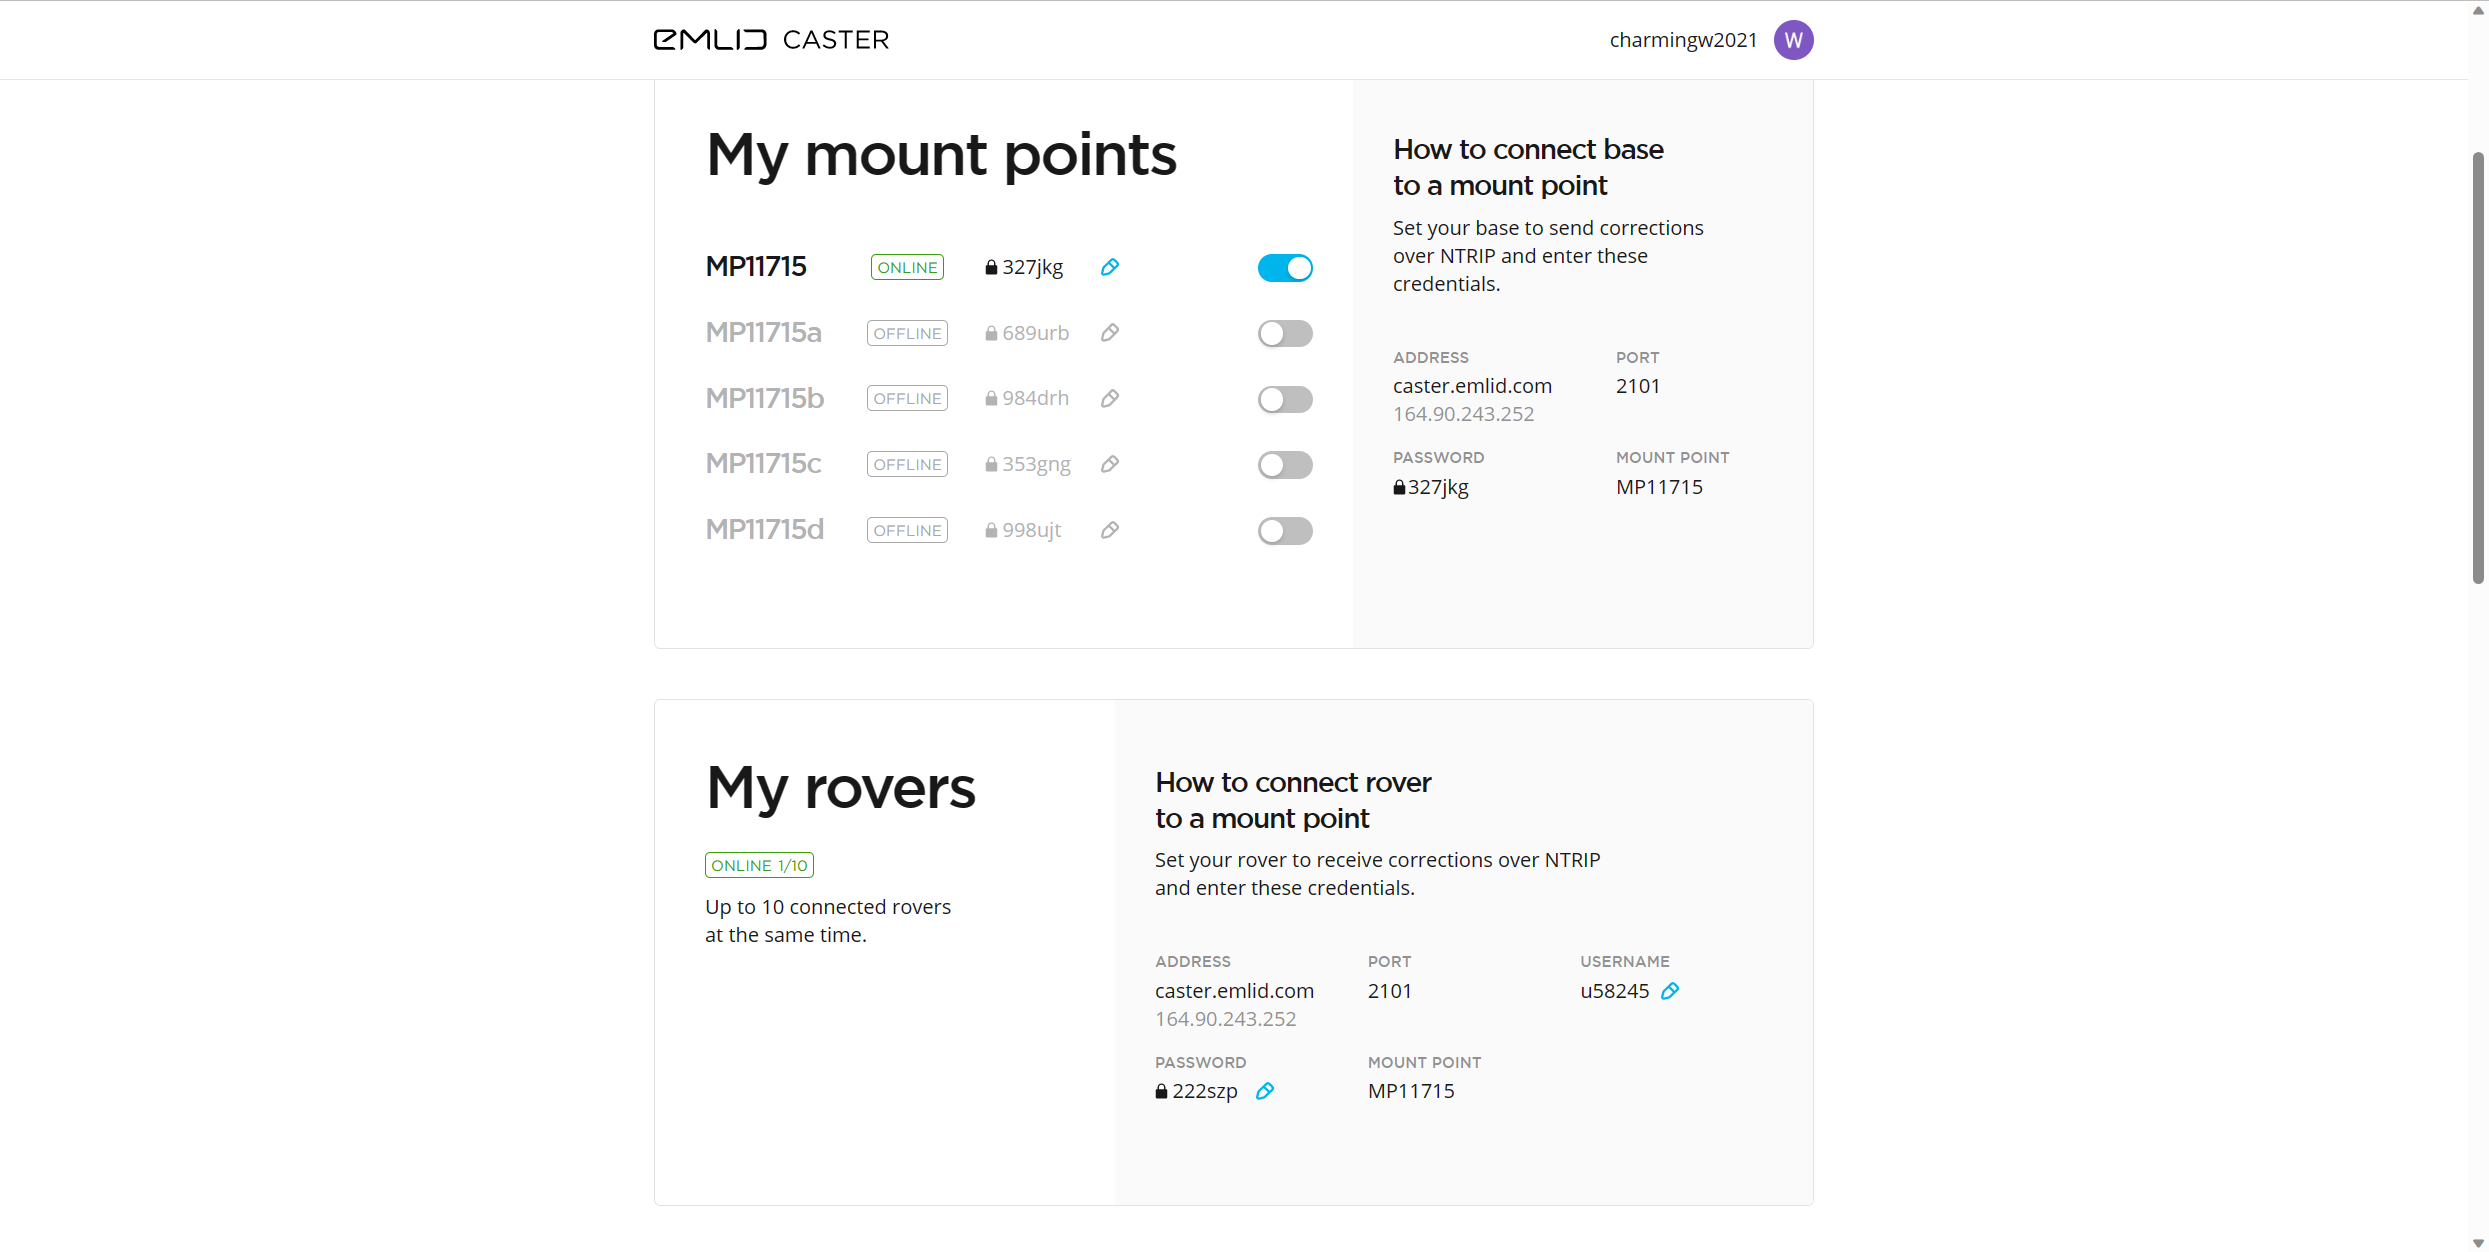 EMLID CASTER
charmingw2021
W
My mount points
MP11715 ONLINE 327jkg
MP11715a OFFLINE 689urb
MP11715b OFFLINE 984drh
MP11715c OFFLINE 353gng
MP11715d OFFLINE 998ujt
How to connect base
to a mount point
Set your base to send corrections
over NTRIP and enter these
credentials.
ADDRESS PORT
caster.emlid.com 2101
164.90.243.252
PASSWORD MOUNT POINT
327jkg MP11715
My rovers
ONLINE 1/10
Up to 10 connected rovers
at the same time.
How to connect rover
to a mount point
Set your rover to receive corrections over NTRIP
and enter these credentials.
ADDRESS PORT USERNAME
caster.emlid.com 2101 u58245
164.90.243.252
PASSWORD MOUNT POINT
222szp MP11715